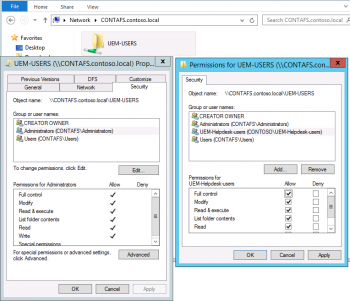 File
Network ▸ CONTAFS.contoso.local ▸
Favorites
Desktop
UEM-USERS
UEM-USERS (\\CONTAFS.contoso.local) Prop...
Previous Versions
DFS
Customize
General
Network
Security
Object name: \\CONTAFS.contoso.local\UEM-USERS
Group or user names:
CREATOR OWNER
Administrators (CONTAFS\Administrators)
Users (CONTAFS\Users)
To change permissions, click Edit.
Edit...
Permissions for Administrators
Allow
Deny
Full control
Modify
Read & execute
List folder contents
Read
Write
Special permissions
For special permissions or advanced settings,
click Advanced.
Advanced
OK
Cancel
Apply
Permissions for UEM-USERS (\\CONTAFS.con...
Security
Object name: \\CONTAFS.contoso.local\UEM-USERS
Group or user names:
CREATOR OWNER
Administrators (CONTAFS\Administrators)
UEM-Helpdesk-users (CONTOSO\UEM-Helpdesk-users)
Users (CONTAFS\Users)
Add...
Remove
Permissions for
UEM-Helpdesk-users
Allow
Deny
Full control
Modify
Read & execute
List folder contents
Read
OK
Cancel
Apply